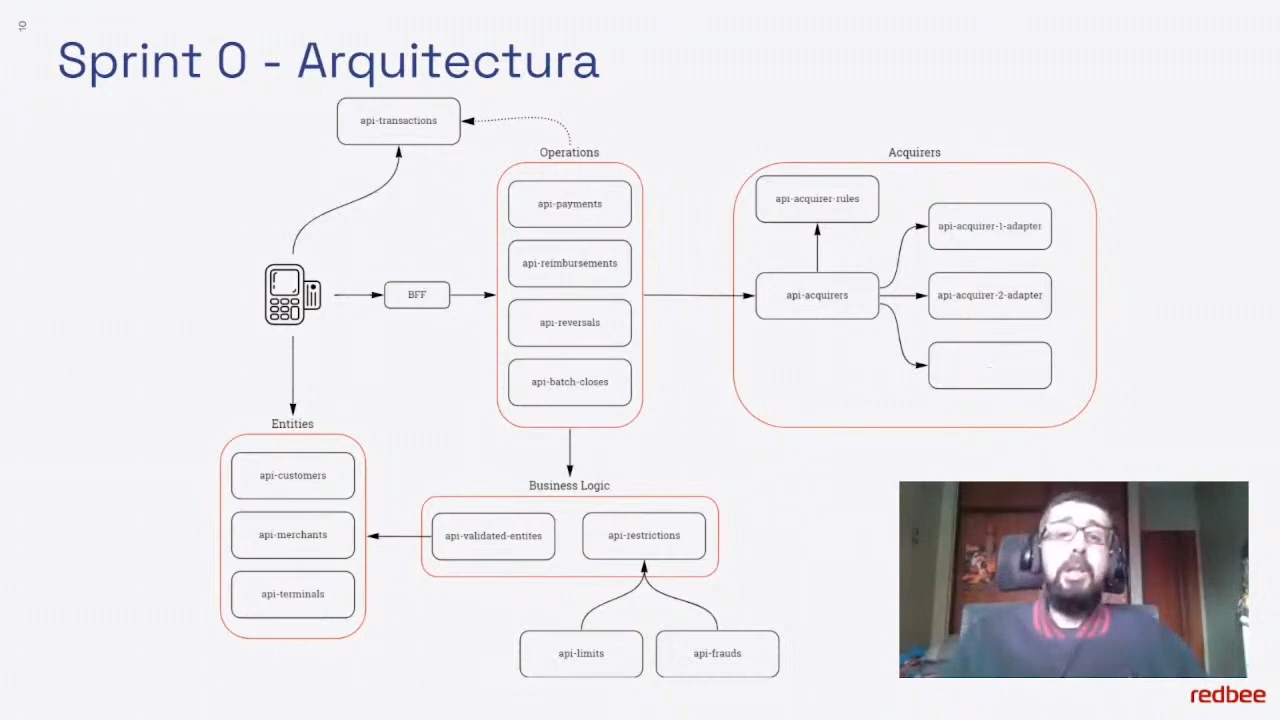 10
Sprint 0 - Arquitectura
api-transactions
Operations
Acquirers
api-payments
api-acquirer-rules
api-acquirer-1-adapter
api-reimbursements
BFF
api-acquirers
api-acquirer-2-adapter
api-reversals
..
api-batch-closes
Entities
api-customers
Business Logic
api-merchants
api-validated-entites
api-restrictions
api-terminals
api-limits
api-frauds
redbee